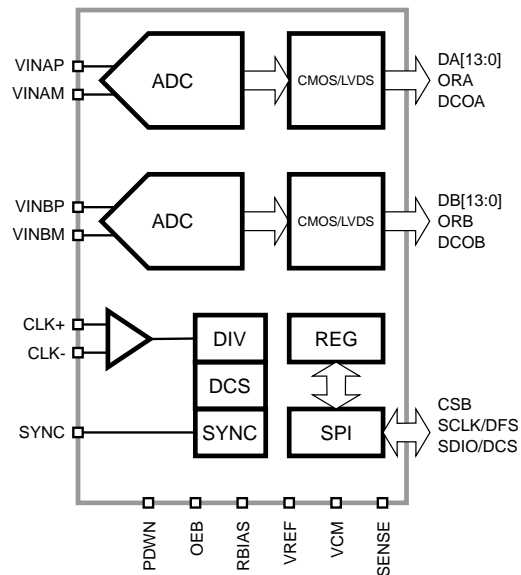 VINAP
VINAM
ADC
CMOS/LVDS
DA[13:0]
ORA
DCOA
VINBP
VINBM
ADC
CMOS/LVDS
DB[13:0]
ORB
DCOB
CLK+
CLK-
DIV
REG
DCS
SYNC
SYNC
SPI
CSB
SCLK/DFS
SDIO/DCS
PDWN
OEB
RBIAS
VREF
VCM
SENSE